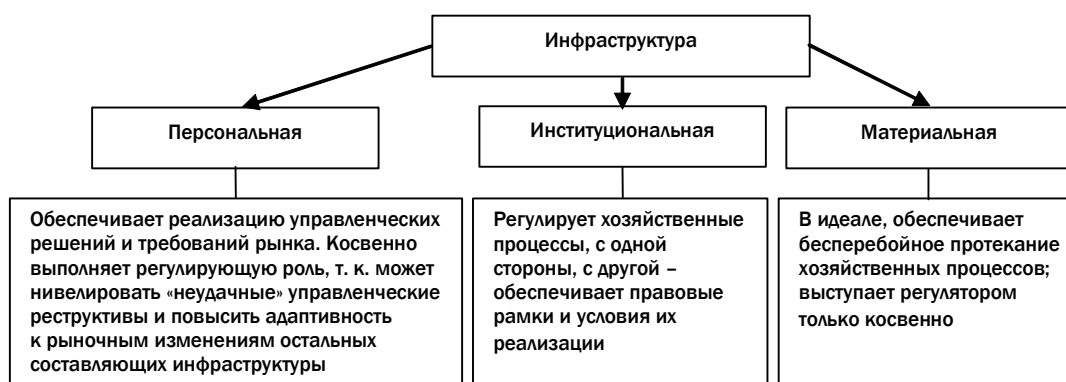 Инфраструктура
Персональная
Институциональная
Материальная
Обеспечивает реализацию управленческих
решений и требований рынка. Косвенно
выполняет регулирующую роль, т. к. может
нивелировать «неудачные» управленческие
реструктивы и повысить адаптивность
к рыночным изменениям остальных
составляющих инфраструктуры
Регулирует хозяйственные
процессы, с одной
стороны, с другой –
обеспечивает правовые
рамки и условия их
реализации
В идеале, обеспечивает
бесперебойное протекание
хозяйственных процессов;
выступает регулятором
только косвенно